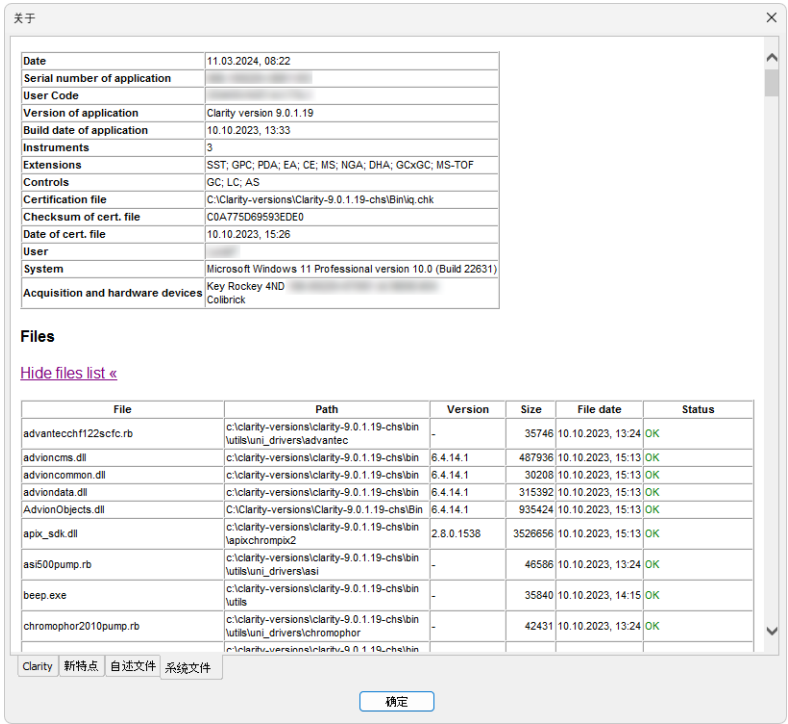 关于
Date 11.03.2024, 08:22
Serial number of application
User Code
Version of application Clarity version 9.0.1.19
Build date of application 10.10.2023, 13:33
Instruments 3
Extensions SST; GPC; PDA; EA; CE; MS; NGA; DHA; GCxGC; MS-TOF
Controls GC; LC; AS
Certification file C:\Clarity-versions\Clarity-9.0.1.19-chs\Bin\iq.chk
Checksum of cert. file C0A775D69593EDE0
Date of cert. file 10.10.2023, 15:26
User
System Microsoft Windows 11 Professional version 10.0 (Build 22631)
Acquisition and hardware devices Key Rockey 4ND
Colibrick
Files
Hide files list «
File Path Version Size File date Status
advantecchf122scfc.rb c:\clarity-versions\clarity-9.0.1.19-chs\bin
\utils\uni_drivers\advantec - 35746 10.10.2023, 13:24 OK
advioncms.dll c:\clarity-versions\clarity-9.0.1.19-chs\bin 6.4.14.1 487936 10.10.2023, 15:13 OK
advioncommon.dll c:\clarity-versions\clarity-9.0.1.19-chs\bin 6.4.14.1 30208 10.10.2023, 15:13 OK
adviondata.dll c:\clarity-versions\clarity-9.0.1.19-chs\bin 6.4.14.1 315392 10.10.2023, 15:13 OK
AdvionObjects.dll C:\Clarity-versions\Clarity-9.0.1.19-chs\Bin 6.4.14.1 935424 10.10.2023, 15:13 OK
apix_sdk.dll c:\clarity-versions\clarity-9.0.1.19-chs\bin
\apixchrompix2 2.8.0.1538 3526656 10.10.2023, 15:13 OK
asi500pump.rb c:\clarity-versions\clarity-9.0.1.19-chs\bin
\utils\uni_drivers\asi - 46586 10.10.2023, 13:24 OK
beep.exe c:\clarity-versions\clarity-9.0.1.19-chs\bin
\utils - 35840 10.10.2023, 14:15 OK
chromophor2010pump.rb c:\clarity-versions\clarity-9.0.1.19-chs\bin
\utils\uni_drivers\chromophor - 42431 10.10.2023, 13:24 OK
c:\clarity-versions\clarity-9.0.1.19-chs\bin
Clarity 新特点 自述文件 系统文件
确定